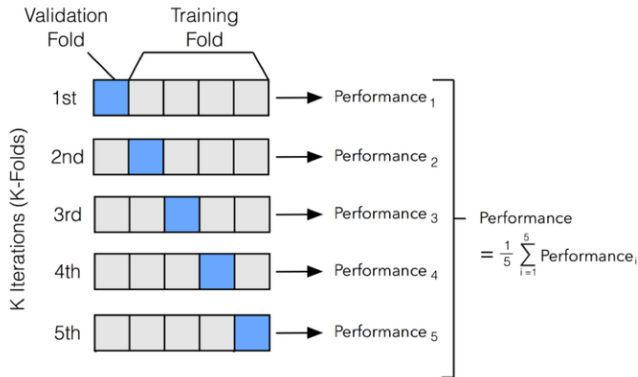 Validation
Fold
Training
Fold
K Iterations (K-Folds)
1st
Performance 1
2nd
Performance 2
3rd
Performance 3
4th
Performance 4
5th
Performance 5
Performance
= 1/5 5 ∑ i=1 Performance i